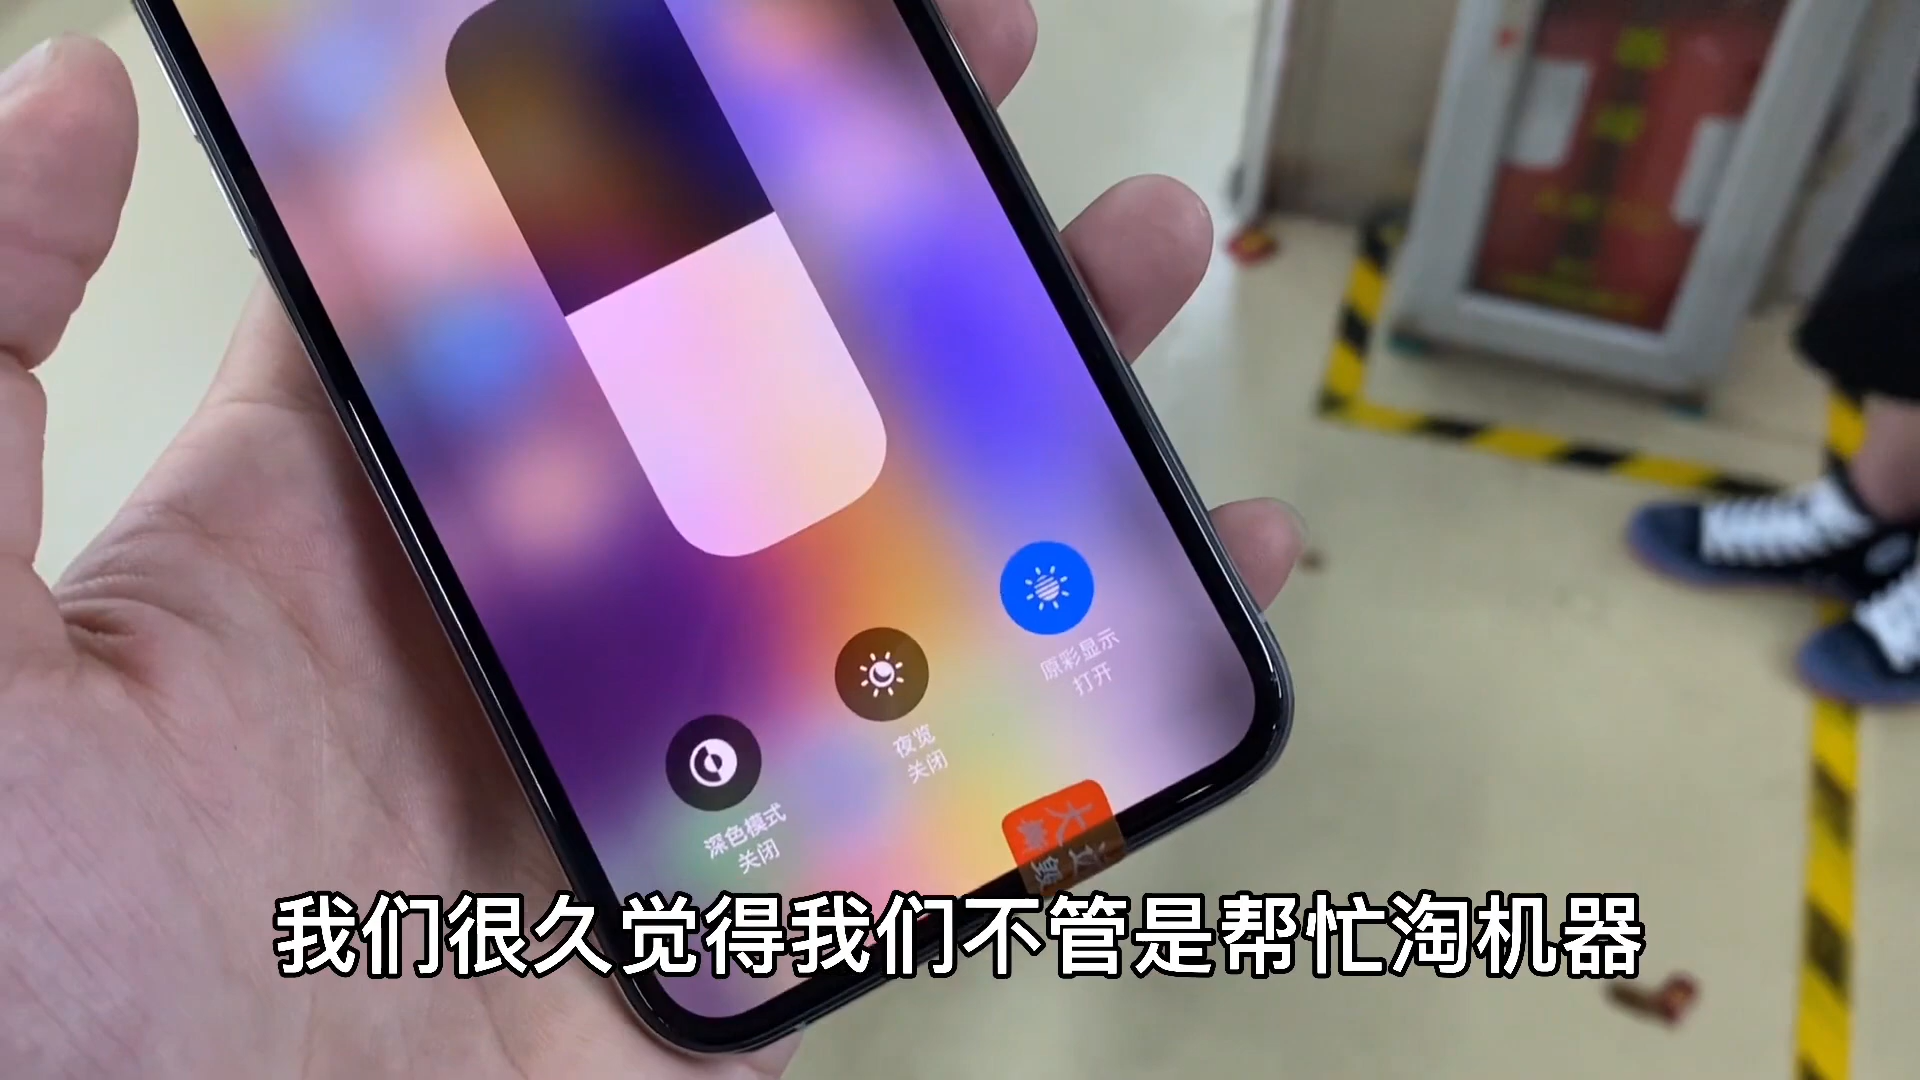 原彩显示
打开
夜览
关闭
深色模式
关闭
我们很久觉得我们不管是帮忙淘机器